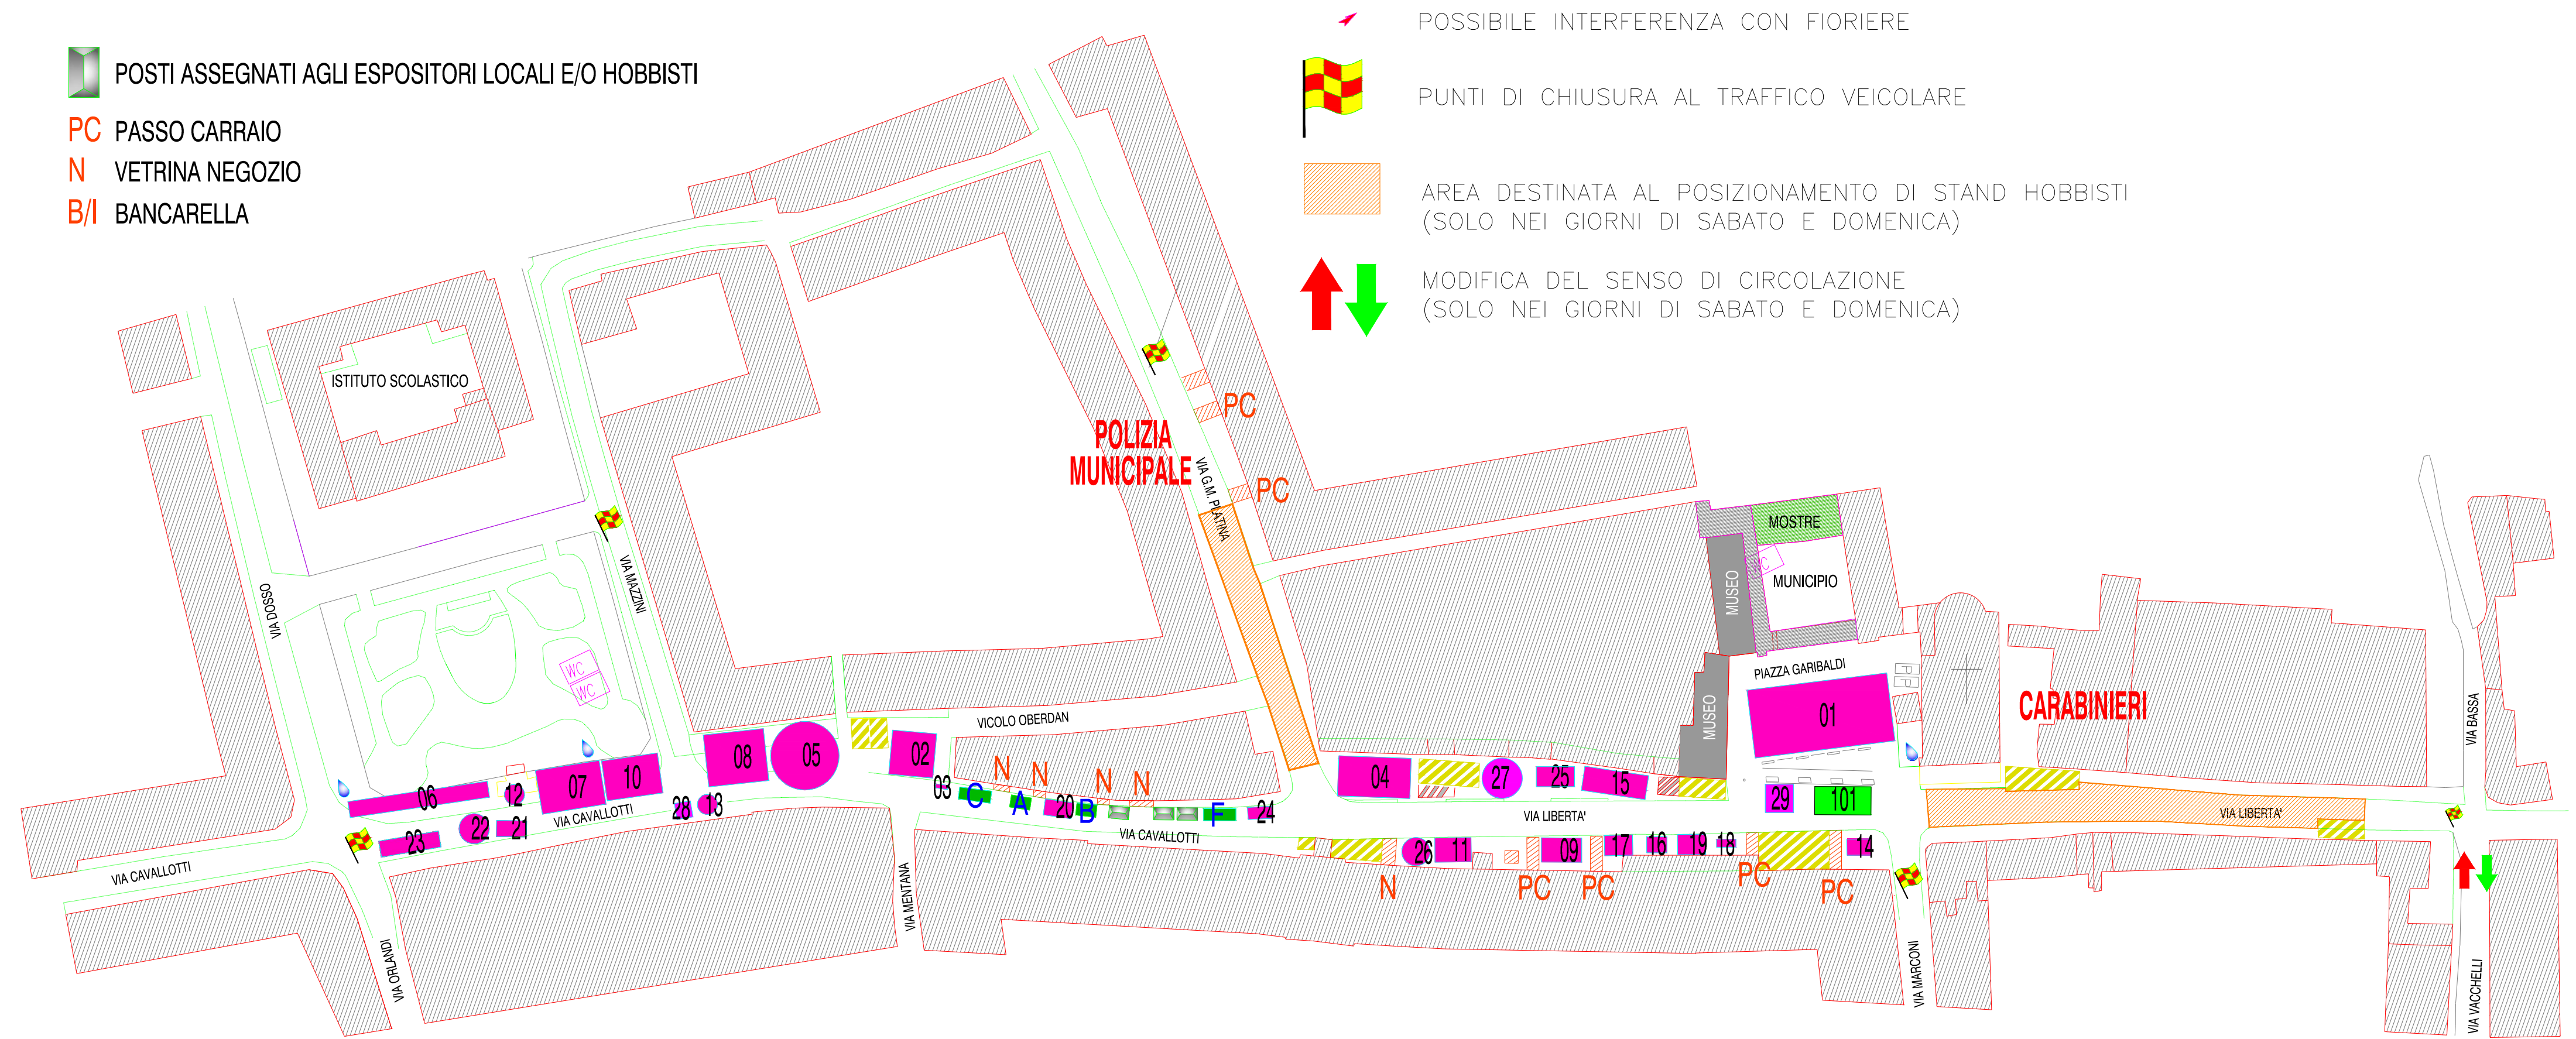 POSSIBILE INTERFERENZA CON FIORIERE
POSTI ASSEGNATI AGLI ESPOSITORI LOCALI E/O HOBBISTI
PUNTI DI CHIUSURA AL TRAFFICO VEICOLARE
PC PASSO CARRAIO
N VETRINA NEGOZIO
B/I BANCARELLA
AREA DESTINATA AL POSIZIONAMENTO DI STAND HOBBISTI
(SOLO NEI GIORNI DI SABATO E DOMENICA)
MODIFICA DEL SENSO DI CIRCOLAZIONE
(SOLO NEI GIORNI DI SABATO E DOMENICA)
ISTITUTO SCOLASTICO
PC
POLIZIA
MUNICIPALE
VIA G.M. PLATINA
PC
MOSTRE
WC
MUNICIPIO
MUSEO
VIA DOSSO
VIA MAZZINI
WC
WC
PIAZZA GARIBALDI
P P
P P
CARABINIERI
MUSEO
01
VIA BASSA
VICOLO OBERDAN
08
05
02
N
N
N
N
04
27
25
15
06
12
07
10
03
C
A
20
B
F
24
29
101
28
13
VIA CAVALLOTTI
VIA LIBERTA'
VIA LIBERTA'
23
22
21
VIA CAVALLOTTI
26
11
09
17
16
19
18
14
VIA CAVALLOTTI
N
PC
PC
PC
PC
VIA MENTANA
VIA ORLANDI
VIA MARCONI
VIA VACCHELLI